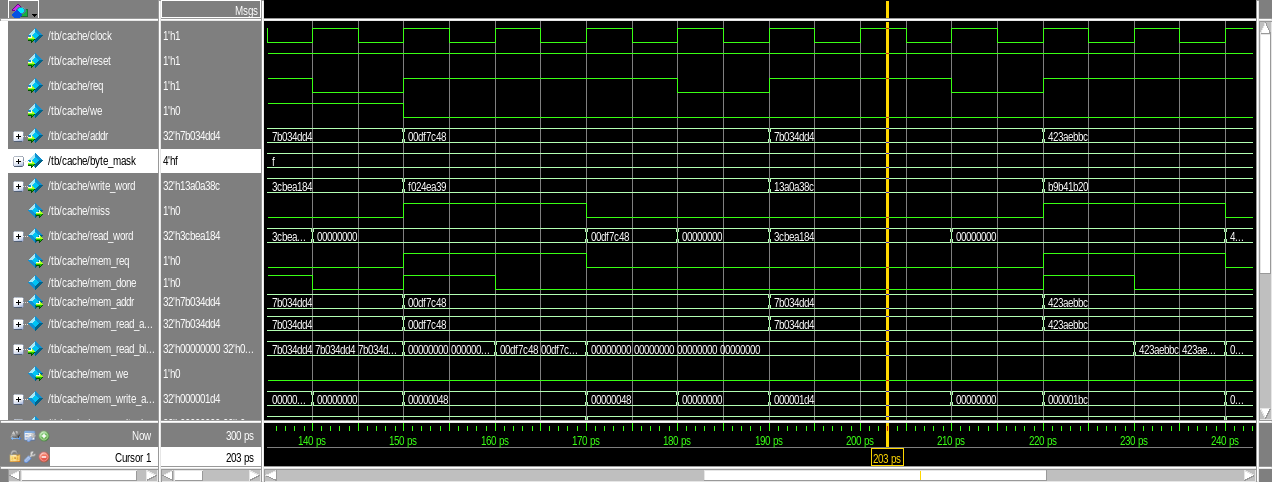 Msgs
/tb/cache/clock 1'h1
/tb/cache/reset 1'h1
/tb/cache/req 1'h1
/tb/cache/we 1'h0
/tb/cache/addr 32'h7b034dd4 7b034dd4 00df7c48 7b034dd4 423aebbc
/tb/cache/byte_mask 4'hf f
/tb/cache/write_word 32'h13a0a38c 3cbea184 f024ea39 13a0a38c b9b41b20
/tb/cache/miss 1'h0
/tb/cache/read_word 32'h3cbea184 3cbea... 00000000 00df7c48 00000000 3cbea184 00000000 4...
/tb/cache/mem_req 1'h0
/tb/cache/mem_done 1'h0
/tb/cache/mem_addr 32'h7b034dd4 7b034dd4 00df7c48 7b034dd4 423aebbc
/tb/cache/mem_read_a... 32'h7b034dd4 7b034dd4 00df7c48 7b034dd4 423aebbc
/tb/cache/mem_read_bl... 32'h00000000 32'h0... 7b034dd4 7b034dd4 7b034d... 00000000 000000... 00df7c48 00df7c... 00000000 00000000 00000000 00000000 423aebbc 423ae... 0...
/tb/cache/mem_we 1'h0
/tb/cache/mem_write_a... 32'h000001d4 00000... 00000000 00000048 00000048 00000000 000001d4 00000000 000001bc 0...
Now 300 ps 140 ps 150 ps 160 ps 170 ps 180 ps 190 ps 200 ps 210 ps 220 ps 230 ps 240 ps
Cursor 1 203 ps 203 ps